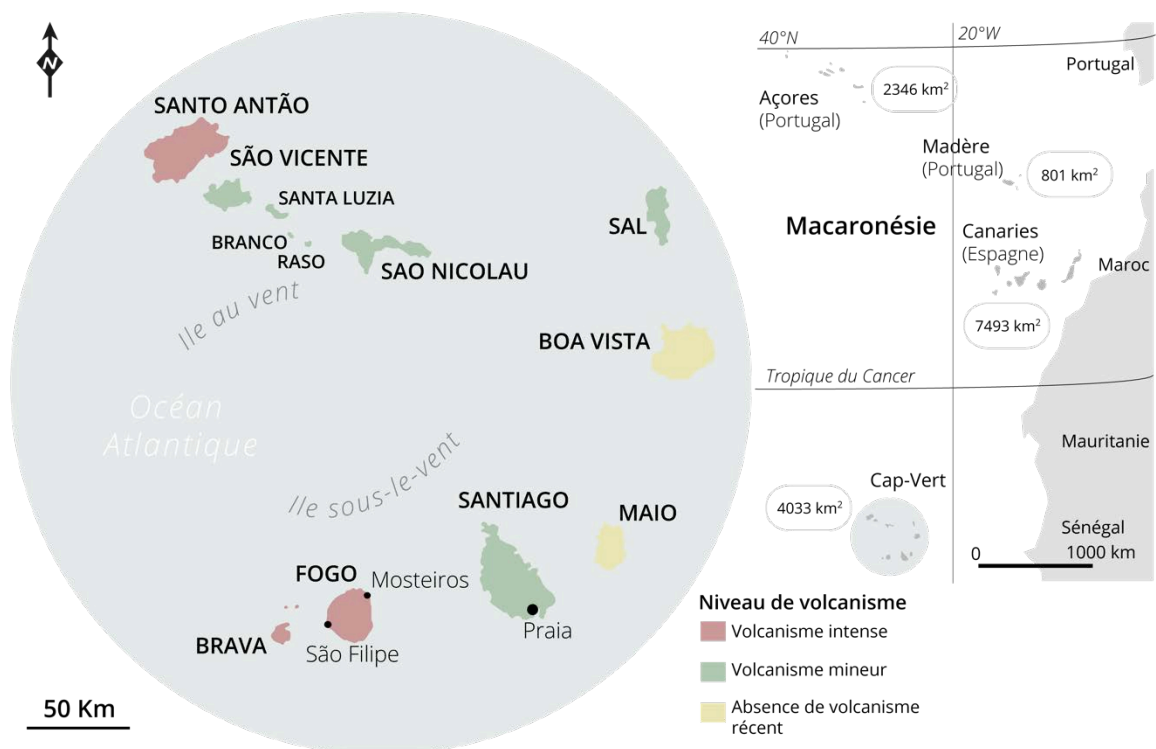 N
SANTO ANTÃO
SÃO VICENTE
SANTA LUZIA
BRANCO
RASO
SAO NICOLAU
SAL
Ile au vent
BOA VISTA
Océan
Atlantique
Ile sous-le-vent
SANTIAGO
MAIO
FOGO
Mosteiros
BRAVA
São Filipe
Praia
50 Km
40°N
20°W
Portugal
Açores
(Portugal)
2346 km²
Madère
(Portugal)
801 km²
Macaronésie
Canaries
(Espagne)
Maroc
7493 km²
Tropique du Cancer
Mauritanie
Cap-Vert
4033 km²
Sénégal
0 1000 km
Niveau de volcanisme
Volcanisme intense
Volcanisme mineur
Absence de volcanisme
récent